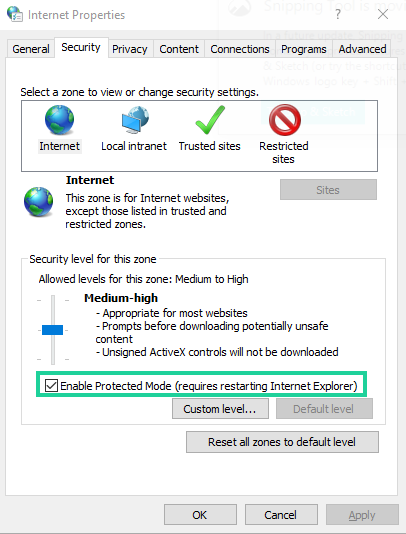 Internet Properties
General Security Privacy Content Connections Programs Advanced
Select a zone to view or change security settings.
Internet Local intranet Trusted sites Restricted
sites
Internet
Sites
This zone is for Internet websites,
except those listed in trusted and
restricted zones.
Security level for this zone
Allowed levels for this zone: Medium to High
Medium-high
- Appropriate for most websites
- Prompts before downloading potentially unsafe
content
- Unsigned ActiveX controls will not be downloaded
Enable Protected Mode (requires restarting Internet Explorer)
Custom level... Default level
Reset all zones to default level
OK Cancel Apply